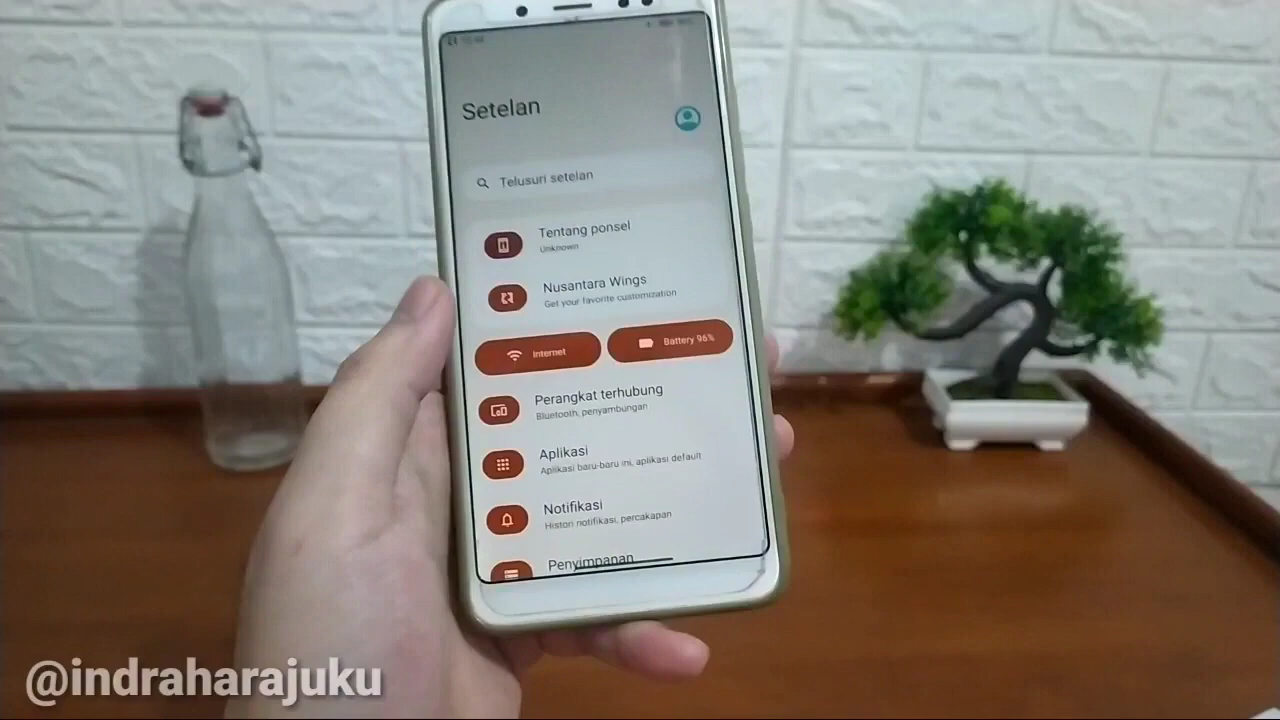 Setelan
Telusuri setelan
Tentang ponsel
Unknown
Nusantara Wings
Get your favorite customization
Internet
Battery 96%
Perangkat terhubung
Bluetooth, penyambungan
Aplikasi
Aplikasi baru-baru ini, aplikasi default
Notifikasi
Histori notifikasi, percakapan
Penyimpanan
@indraharajuku